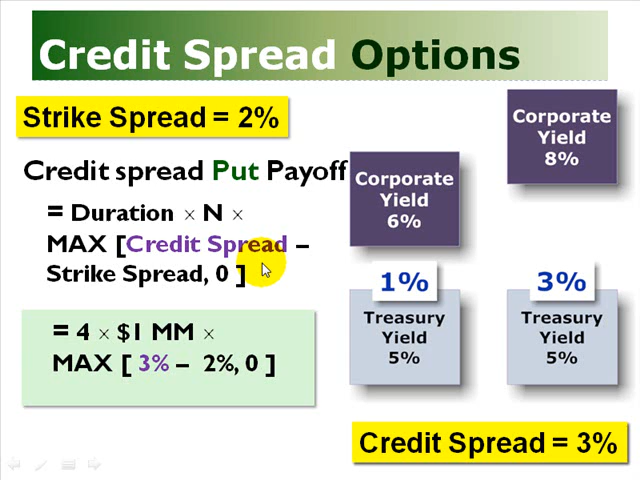 Credit Spread Options
Strike Spread = 2%
Credit spread Put Payoff
= Duration × N ×
MAX [Credit Spread –
Strike Spread, 0 ]
= 4 × $1 MM ×
MAX [ 3% – 2%, 0 ]
Corporate
Yield
6%
1%
Treasury
Yield
5%
Corporate
Yield
8%
3%
Treasury
Yield
5%
Credit Spread = 3%